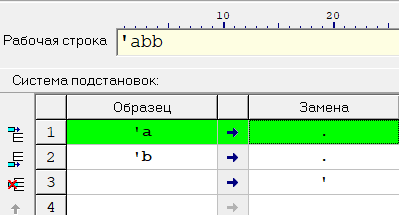 10 20
Рабочая строка 'abb
Система подстановок:
Образец Замена
1 'a → .
2 'b → .
3 → '
4 →